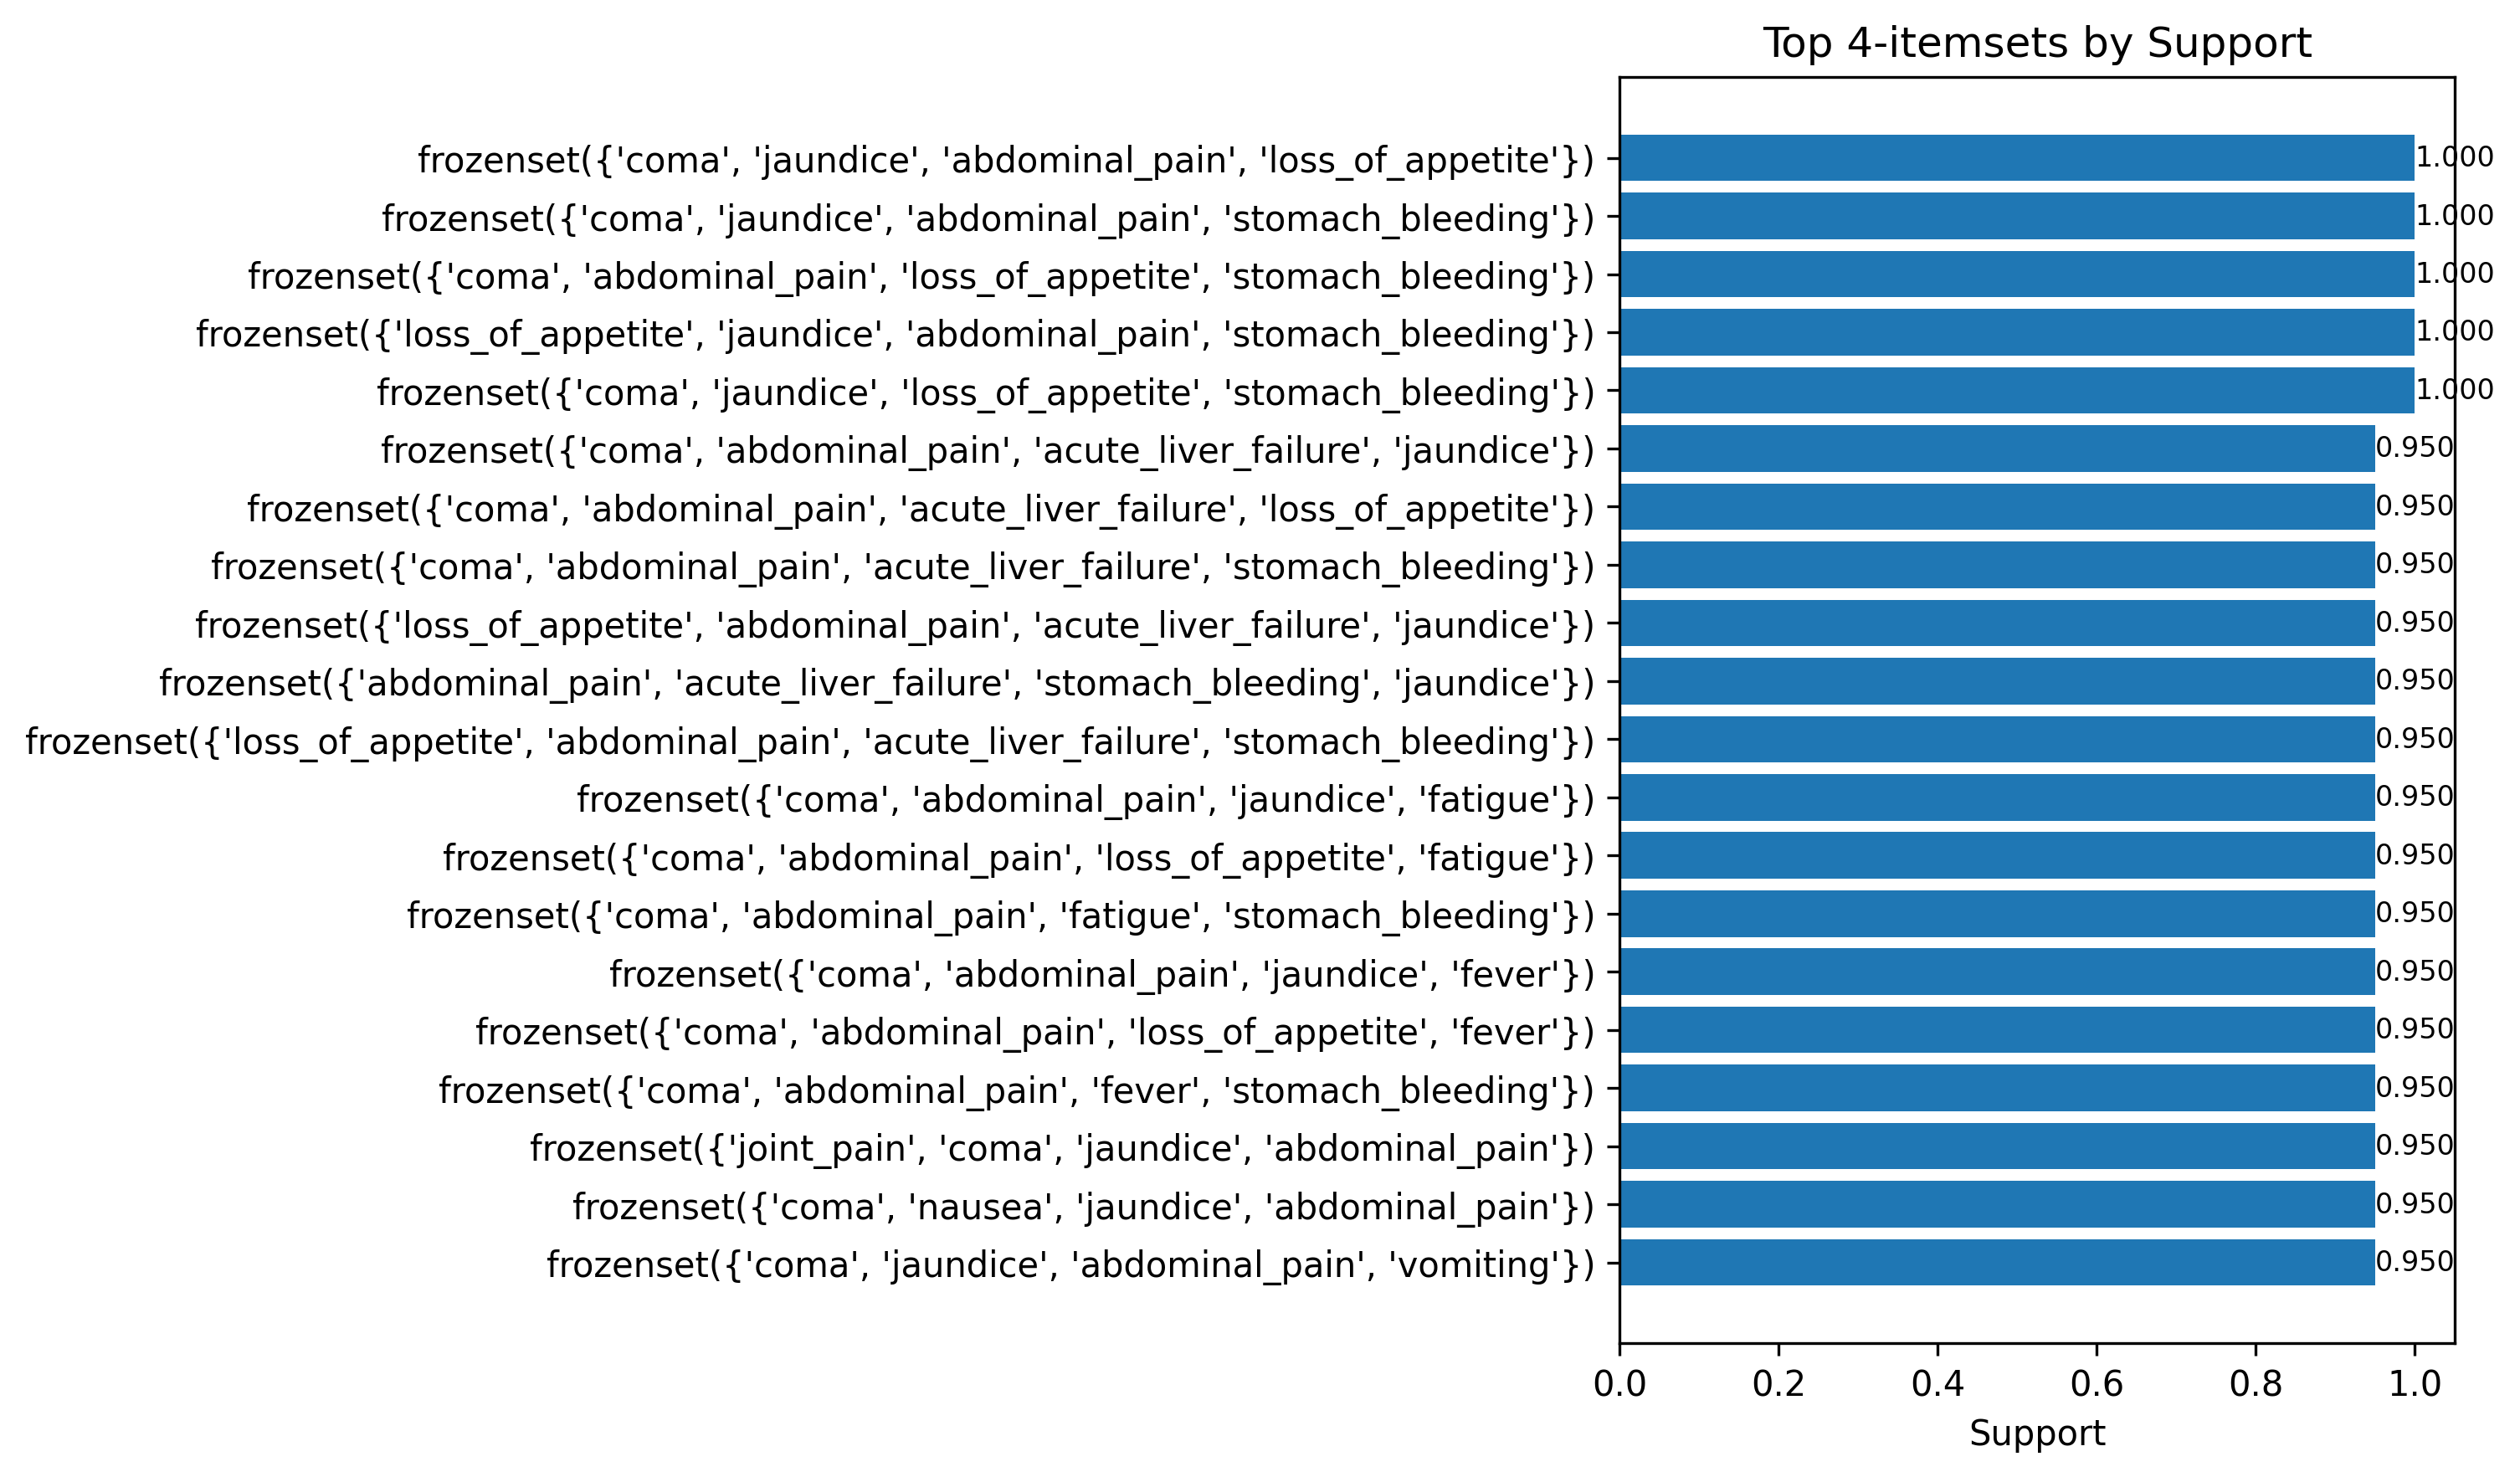 Top 4-itemsets by Support
frozenset({'coma', 'jaundice', 'abdominal_pain', 'loss_of_appetite'}) 1.000
frozenset({'coma', 'jaundice', 'abdominal_pain', 'stomach_bleeding'}) 1.000
frozenset({'coma', 'abdominal_pain', 'loss_of_appetite', 'stomach_bleeding'}) 1.000
frozenset({'loss_of_appetite', 'jaundice', 'abdominal_pain', 'stomach_bleeding'}) 1.000
frozenset({'coma', 'jaundice', 'loss_of_appetite', 'stomach_bleeding'}) 1.000
frozenset({'coma', 'abdominal_pain', 'acute_liver_failure', 'jaundice'}) 0.950
frozenset({'coma', 'abdominal_pain', 'acute_liver_failure', 'loss_of_appetite'}) 0.950
frozenset({'coma', 'abdominal_pain', 'acute_liver_failure', 'stomach_bleeding'}) 0.950
frozenset({'loss_of_appetite', 'abdominal_pain', 'acute_liver_failure', 'jaundice'}) 0.950
frozenset({'abdominal_pain', 'acute_liver_failure', 'stomach_bleeding', 'jaundice'}) 0.950
frozenset({'loss_of_appetite', 'abdominal_pain', 'acute_liver_failure', 'stomach_bleeding'}) 0.950
frozenset({'coma', 'abdominal_pain', 'jaundice', 'fatigue'}) 0.950
frozenset({'coma', 'abdominal_pain', 'loss_of_appetite', 'fatigue'}) 0.950
frozenset({'coma', 'abdominal_pain', 'fatigue', 'stomach_bleeding'}) 0.950
frozenset({'coma', 'abdominal_pain', 'jaundice', 'fever'}) 0.950
frozenset({'coma', 'abdominal_pain', 'loss_of_appetite', 'fever'}) 0.950
frozenset({'coma', 'abdominal_pain', 'fever', 'stomach_bleeding'}) 0.950
frozenset({'joint_pain', 'coma', 'jaundice', 'abdominal_pain'}) 0.950
frozenset({'coma', 'nausea', 'jaundice', 'abdominal_pain'}) 0.950
frozenset({'coma', 'jaundice', 'abdominal_pain', 'vomiting'}) 0.950
0.0 0.2 0.4 0.6 0.8 1.0
Support